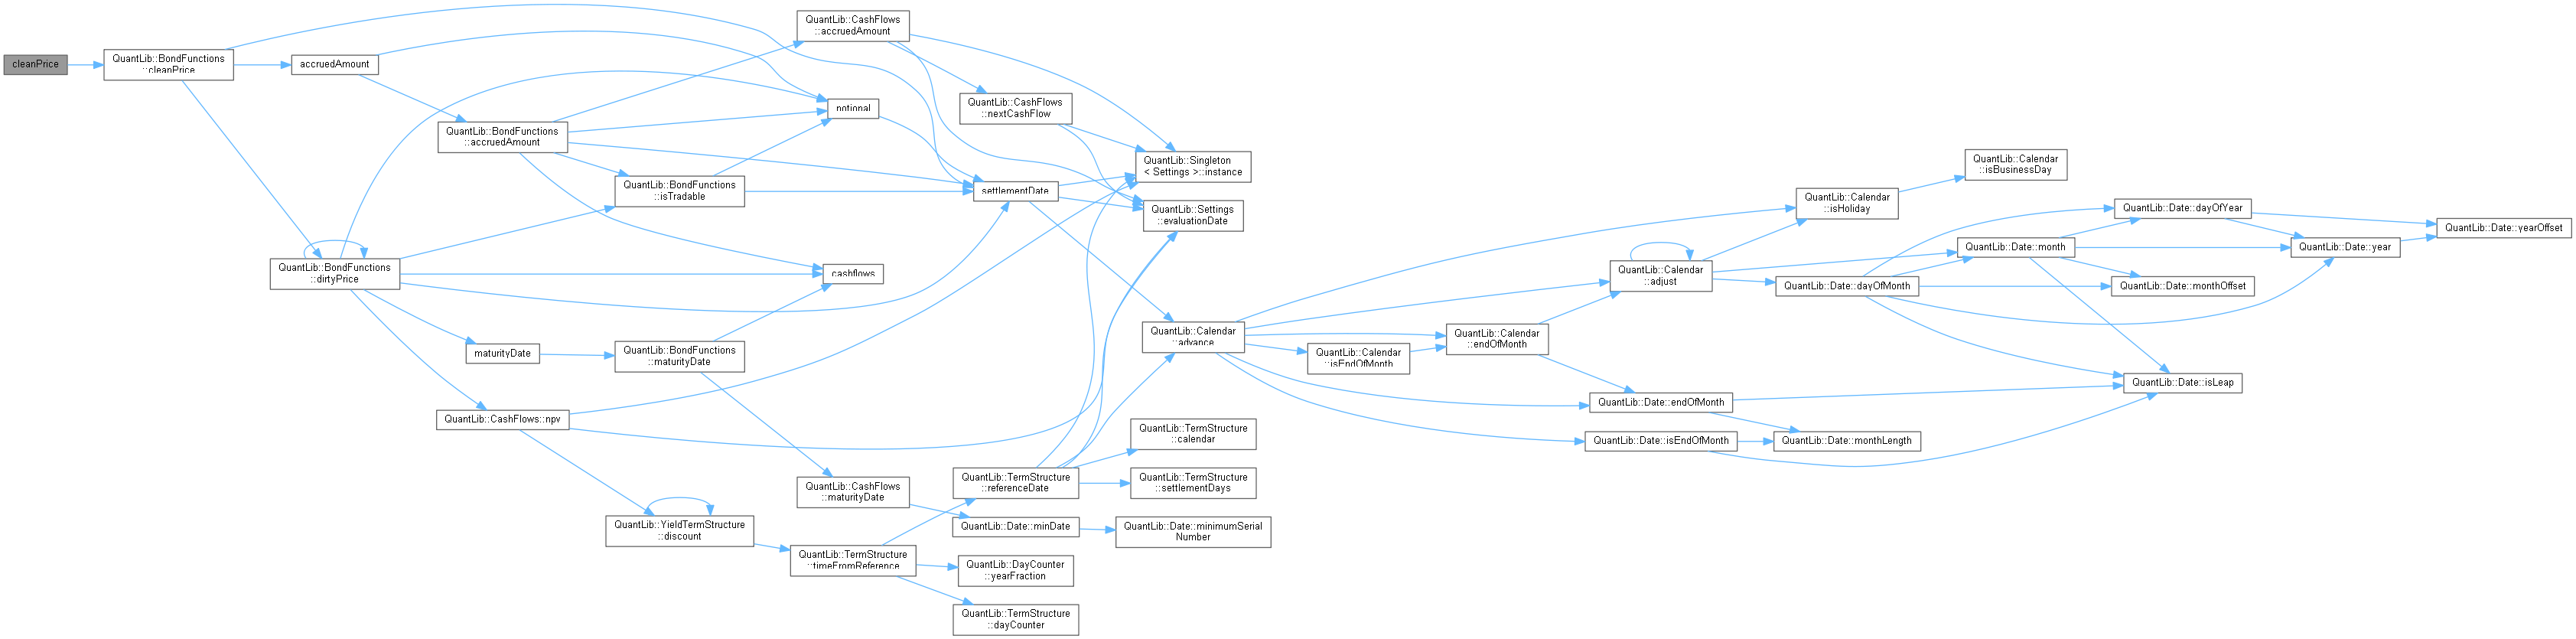 cleanPrice
QuantLib::BondFunctions
::cleanPrice
accruedAmount
QuantLib::BondFunctions
::accruedAmount
QuantLib::BondFunctions
::dirtyPrice
maturityDate
QuantLib::CashFlows::npv
QuantLib::BondFunctions
::isTradable
QuantLib::BondFunctions
::maturityDate
QuantLib::YieldTermStructure
::discount
QuantLib::CashFlows
::accruedAmount
notional
cashflows
QuantLib::CashFlows
::maturityDate
QuantLib::TermStructure
::timeFromReference
QuantLib::CashFlows
::nextCashFlow
settlementDate
QuantLib::TermStructure
::referenceDate
QuantLib::Date::minDate
QuantLib::DayCounter
::yearFraction
QuantLib::TermStructure
::dayCounter
QuantLib::Singleton
< Settings >::instance
QuantLib::Settings
::evaluationDate
QuantLib::Calendar
::advance
QuantLib::TermStructure
::calendar
QuantLib::TermStructure
::settlementDays
QuantLib::Date::minimumSerial
Number
QuantLib::Calendar
::isEndOfMonth
QuantLib::Calendar
::endOfMonth
QuantLib::Calendar
::adjust
QuantLib::Date::endOfMonth
QuantLib::Date::isEndOfMonth
QuantLib::Calendar
::isHoliday
QuantLib::Date::dayOfMonth
QuantLib::Date::monthLength
QuantLib::Calendar
::isBusinessDay
QuantLib::Date::month
QuantLib::Date::dayOfYear
QuantLib::Date::monthOffset
QuantLib::Date::isLeap
QuantLib::Date::year
QuantLib::Date::yearOffset